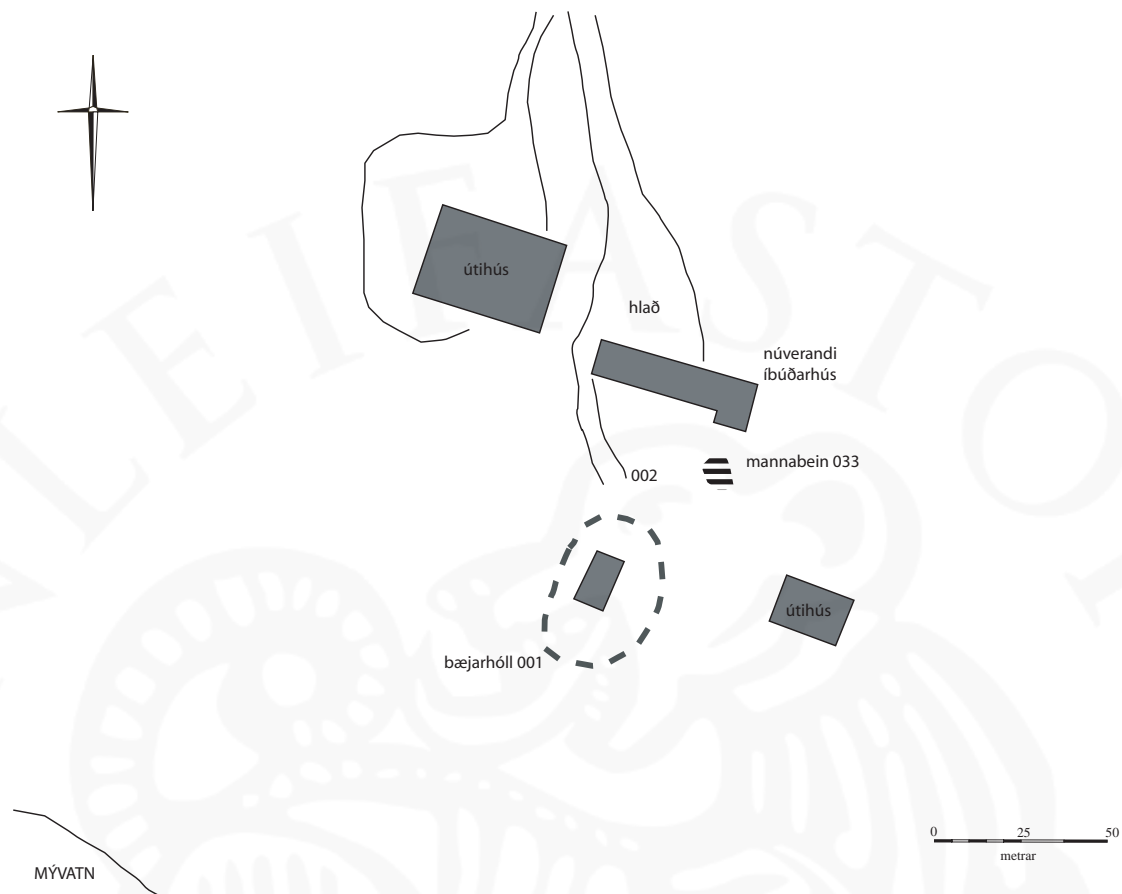 útihús
hlað
núverandi
íbúðarhús
mannabein 033
002
útihús
bæjarhóll 001
0 25 50
metrar
MÝVATN